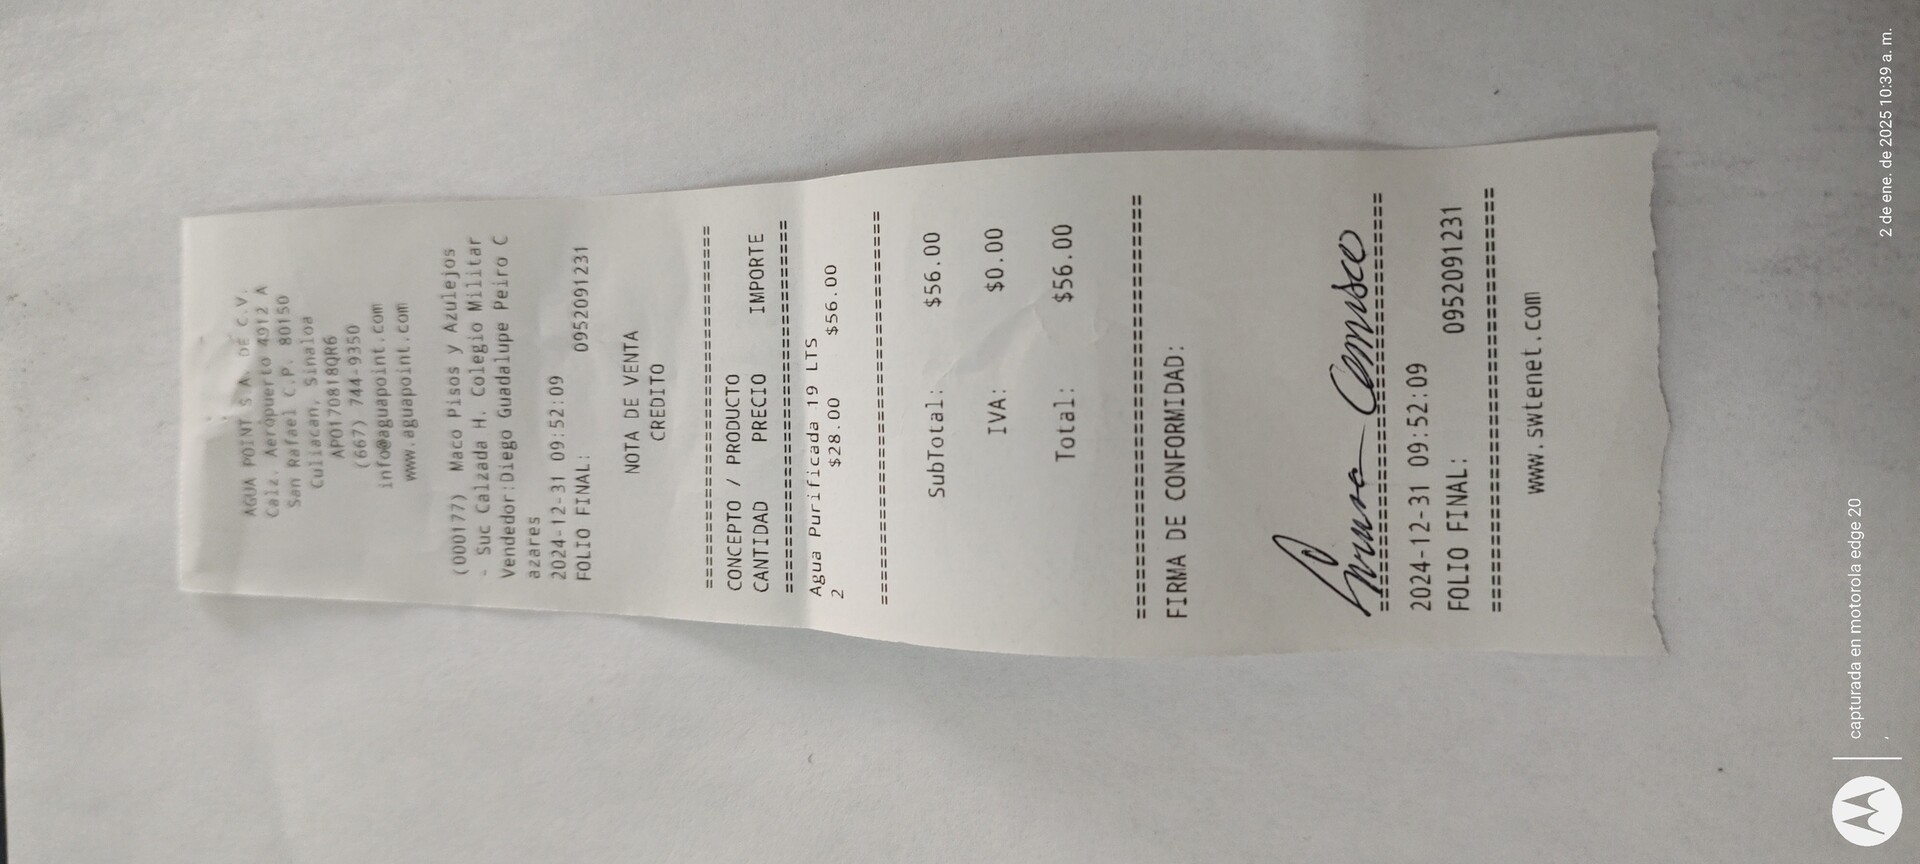 AGUA POINT S A. DE C.V.
Calz. Aeropuerto 4912 A
San Rafael C.P. 80150
Culiacan, Sinaloa
APO170818QR6
(667) 744-9350
info@aguapoint.com
www.aguapoint.com
(000177) Maco Pisos y Azulejos
- Suc Calzada H. Colegio Militar
Vendedor:Diego Guadalupe Peiro C
azares
2024-12-31 09:52:09
FOLIO FINAL: 0952091231
NOTA DE VENTA
CREDITO
================================
CONCEPTO / PRODUCTO
CANTIDAD PRECIO IMPORTE
================================
Agua Purificada 19 LTS
2 $28.00 $56.00
================================
SubTotal: $56.00
IVA: $0.00
Total: $56.00
================================
FIRMA DE CONFORMIDAD:
================================
2024-12-31 09:52:09
FOLIO FINAL: 0952091231
================================
www.swtenet.com
capturada en motorola edge 20
2 de ene. de 2025 10:39 a. m.